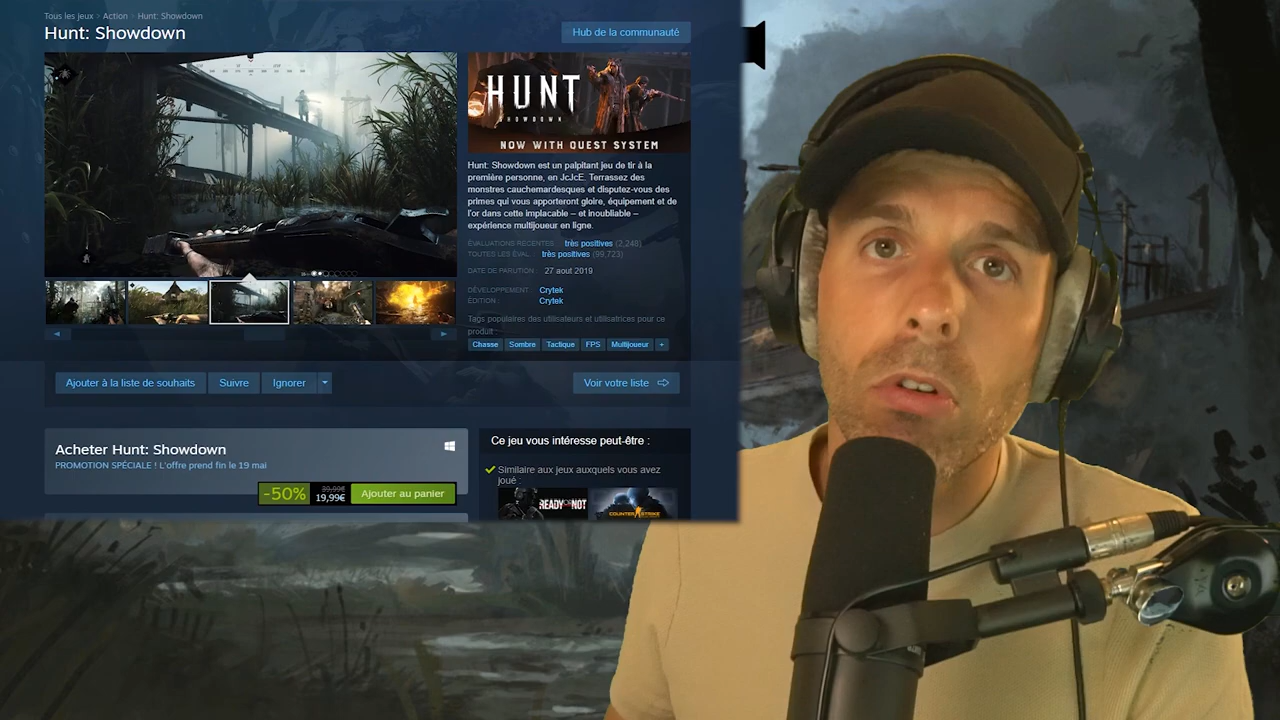 Tous les jeux > Action > Hunt: Showdown
Hunt: Showdown
Hub de la communauté
HUNT
SHOWDOWN
NOW WITH QUEST SYSTEM
Hunt: Showdown est un palpitant jeu de tir à la
première personne, en JcJcE. Terrassez des
monstres cauchemardesques et disputez-vous des
primes qui vous apporteront gloire, équipement et de
l'or dans cette implacable – et inoubliable –
expérience multijoueur en ligne.
ÉVALUATIONS RÉCENTES : très positives (2,248)
TOUTES LES ÉVAL. : très positives (99,723)
DATE DE PARUTION : 27 aout 2019
DÉVELOPPEMENT : Crytek
ÉDITION : Crytek
Tags populaires des utilisateurs et utilisatrices pour ce
produit :
Chasse Sombre Tactique FPS Multijoueur +
Ajouter à la liste de souhaits Suivre Ignorer
Voir votre liste
Acheter Hunt: Showdown
PROMOTION SPÉCIALE ! L'offre prend fin le 19 mai
-50% 39,99€ 19,99€ Ajouter au panier
Ce jeu vous intéresse peut-être :
Similaire aux jeux auxquels vous avez
joué :
READY OR NOT
COUNTER STRIKE